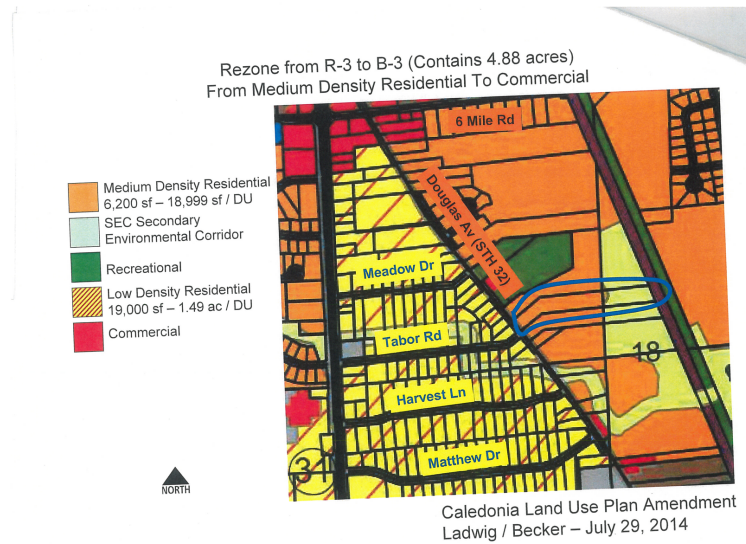 Rezone from R-3 to B-3 (Contains 4.88 acres)
From Medium Density Residential To Commercial
6 Mile Rd
Medium Density Residential
6,200 sf – 18,999 sf / DU
SEC Secondary
Environmental Corridor
Recreational
Low Density Residential
19,000 sf – 1.49 ac / DU
Commercial
Douglas Av (STH 32)
Meadow Dr
Tabor Rd
18
Harvest Ln
Matthew Dr
NORTH
Caledonia Land Use Plan Amendment
Ladwig / Becker – July 29, 2014